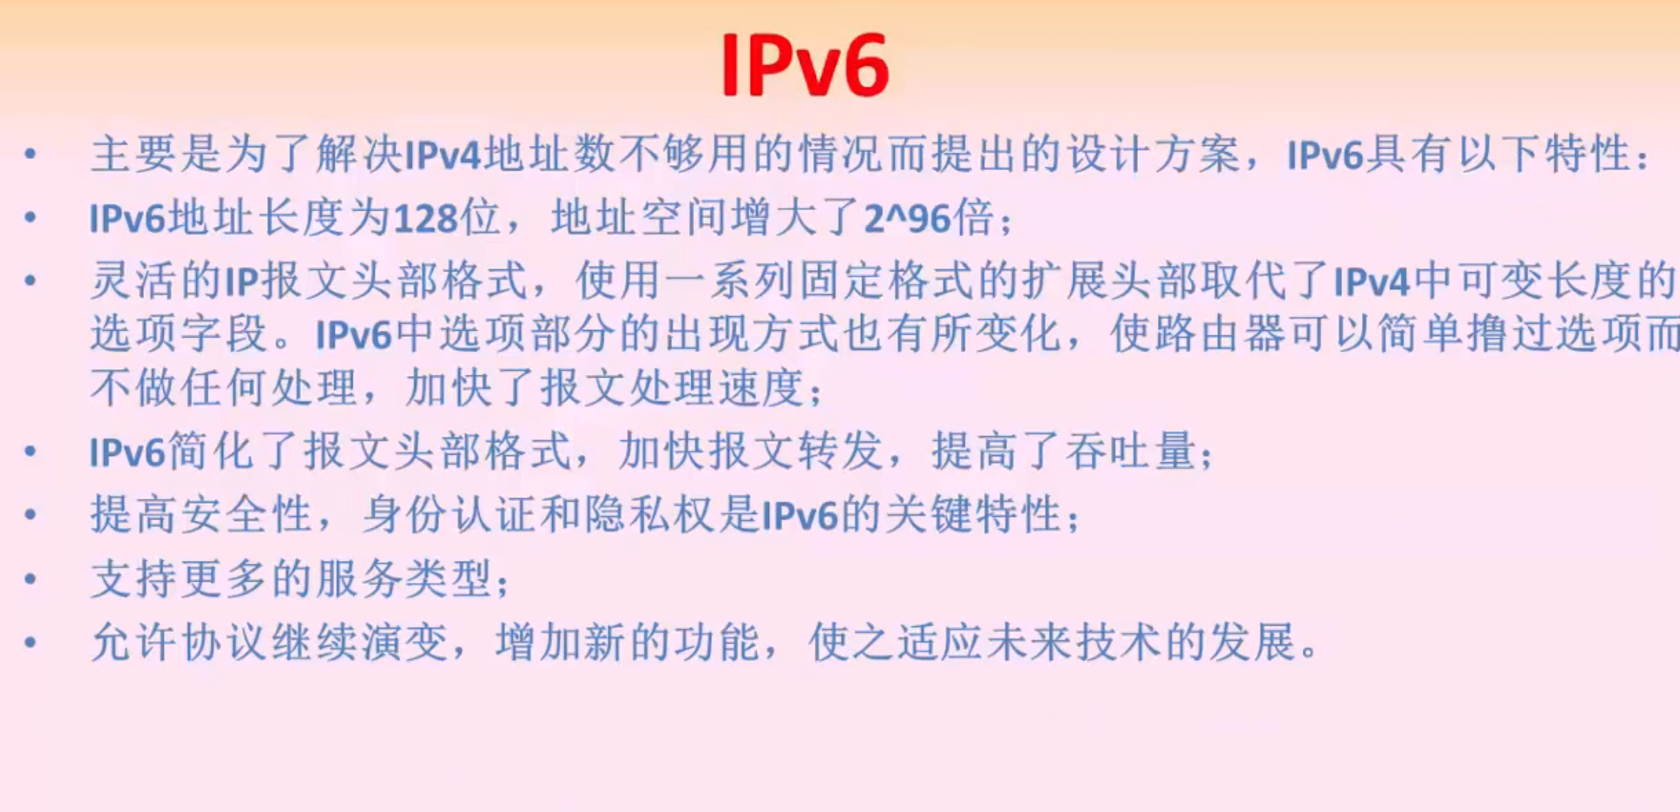 IPv6
• 主要是为了解决IPv4地址数不够用的情况而提出的设计方案，IPv6具有以下特性：
• IPv6地址长度为128位，地址空间增大了2^96倍；
• 灵活的IP报文头部格式，使用一系列固定格式的扩展头部取代了IPv4中可变长度的
选项字段。IPv6中选项部分的出现方式也有所变化，使路由器可以简单撸过选项而
不做任何处理，加快了报文处理速度；
• IPv6简化了报文头部格式，加快报文转发，提高了吞吐量；
• 提高安全性，身份认证和隐私权是IPv6的关键特性；
• 支持更多的服务类型；
• 允许协议继续演变，增加新的功能，使之适应未来技术的发展。